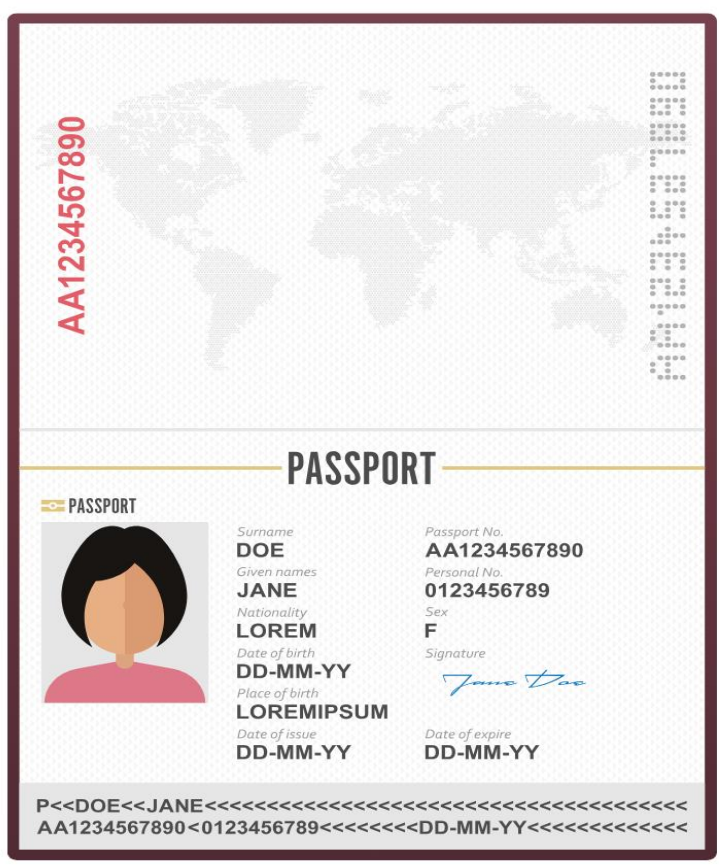 AA1234567890
PASSPORT
PASSPORT
Surname
DOE
Passport No.
AA1234567890
Given names
JANE
Personal No.
0123456789
Nationality
LOREM
Sex
F
Date of birth
DD-MM-YY
Signature
Jane Doe
Place of birth
LOREMIPSUM
Date of issue
DD-MM-YY
Date of expire
DD-MM-YY
P<<DOE<<JANE<<<<<<<<<<<<<<<<<<<<<<<<<<<<<<<<<<<<<<<
AA1234567890<0123456789<<<<<<<<DD-MM-YY<<<<<<<<<<<<<